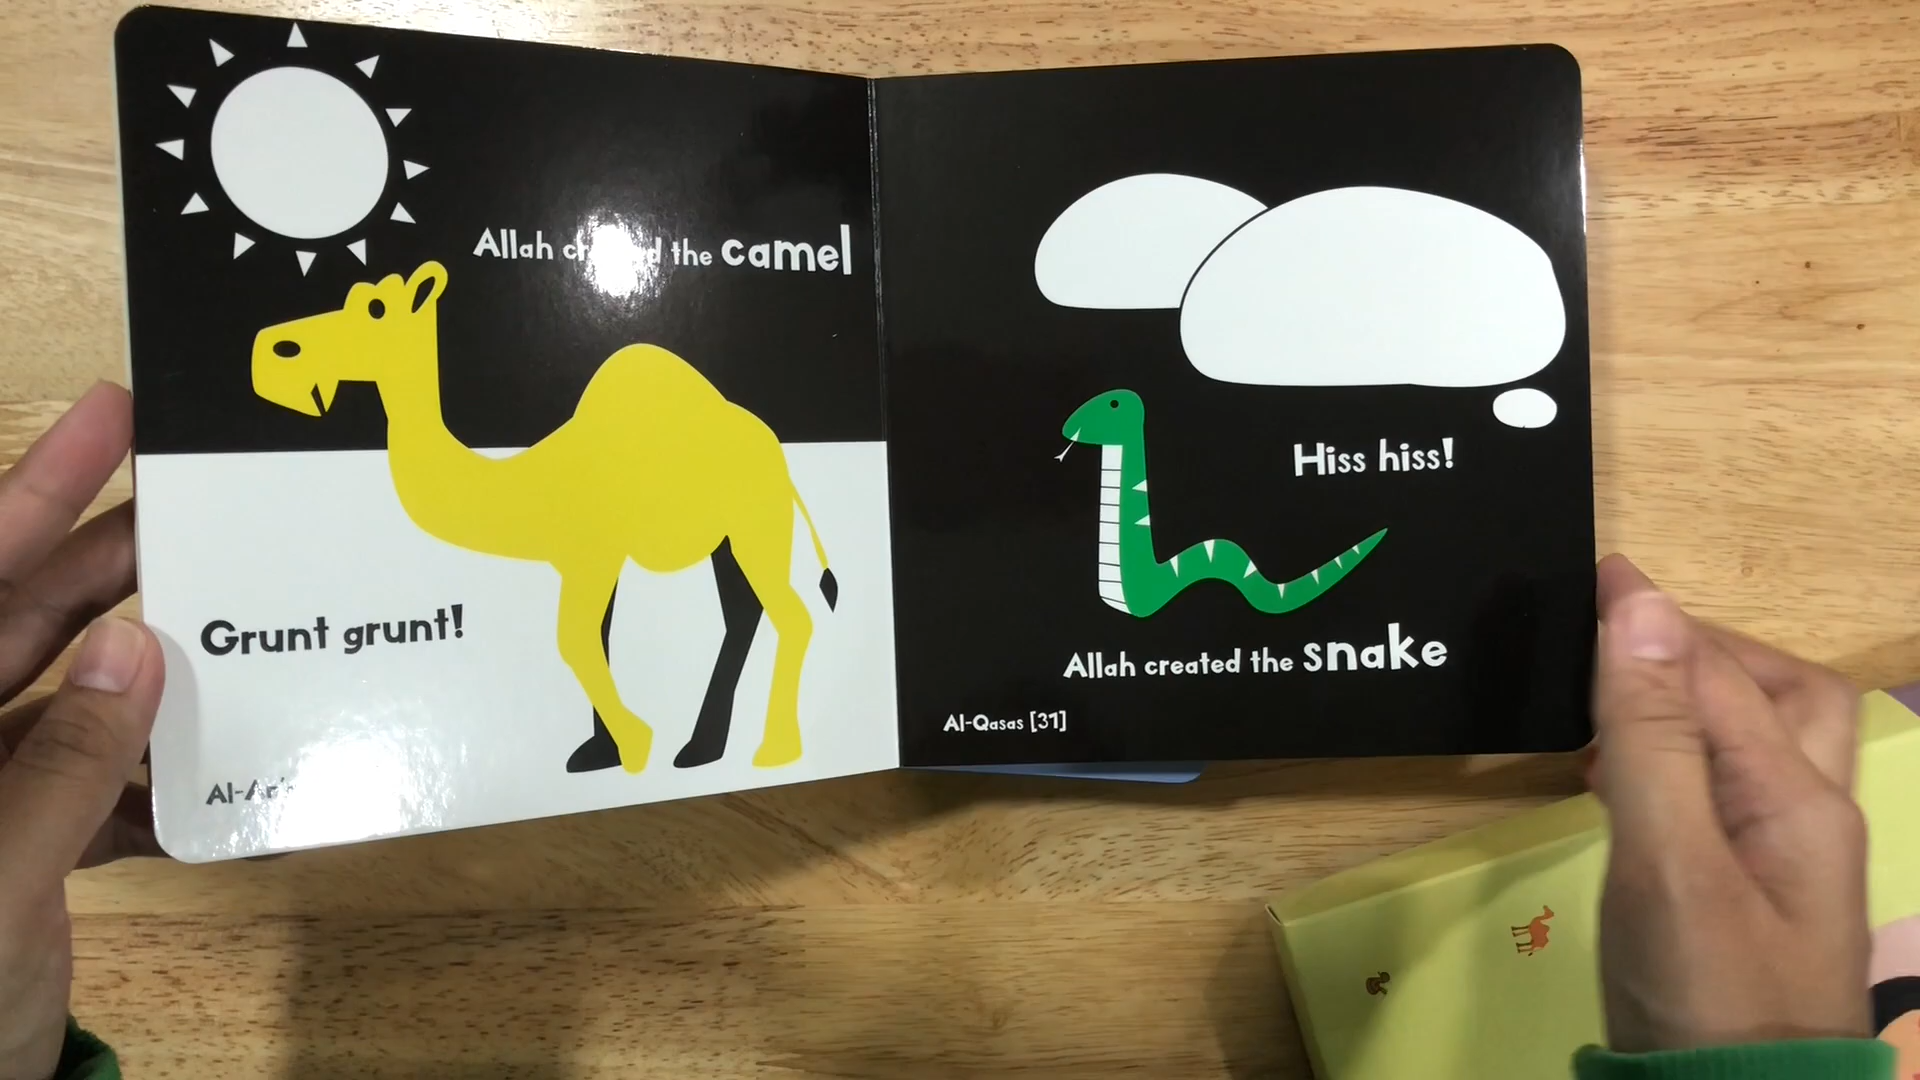 Allah the camel
Grunt grunt!
Hiss hiss!
Allah created the snake
Al-Qasas [31]